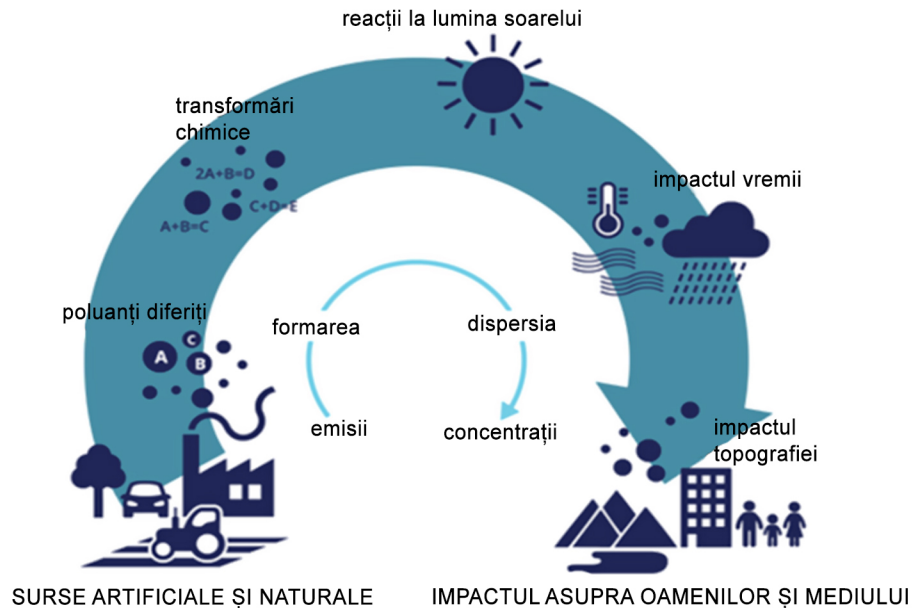 reacții la lumina soarelui
transformări
chimice
2A+B=D
C+D=E
A+B=C
impactul vremii
poluanți diferiți
A
C
B
formarea
dispersia
emisii
concentrații
impactul
topografiei
SURSE ARTIFICIALE ȘI NATURALE
IMPACTUL ASUPRA OAMENILOR ȘI MEDIULUI